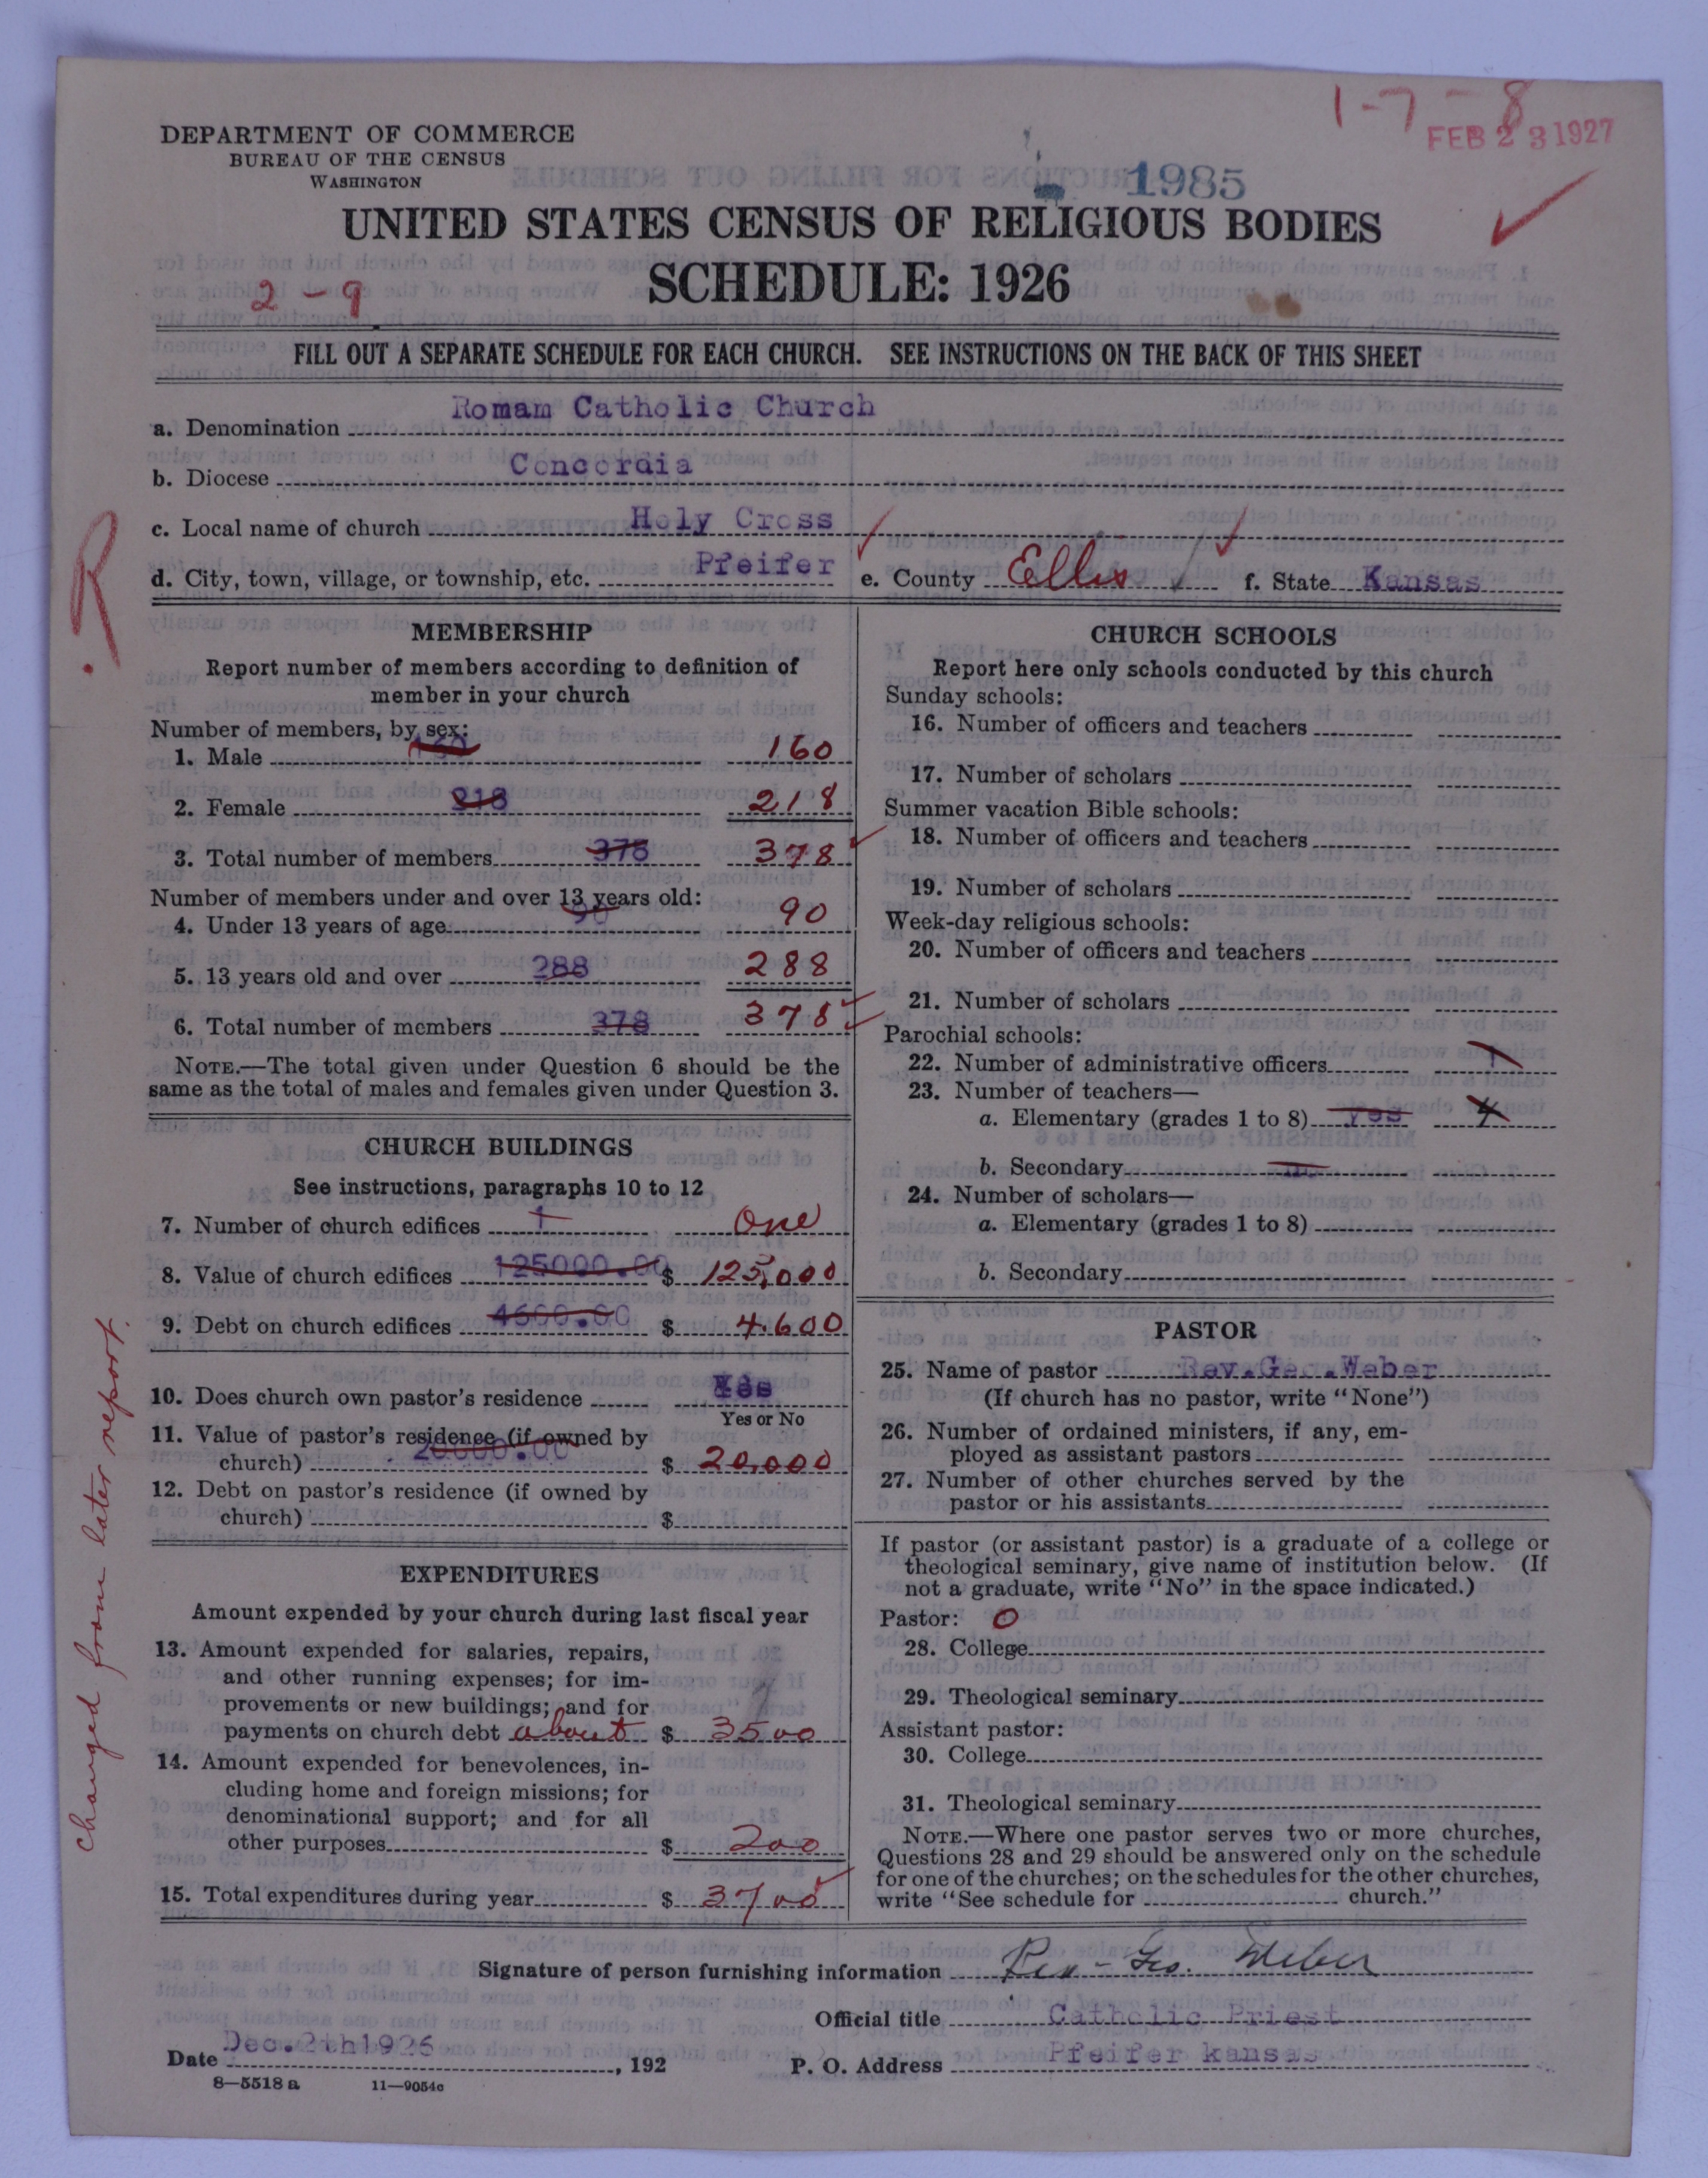 1-7-8
FEB 23 1927
DEPARTMENT OF COMMERCE
BUREAU OF THE CENSUS
WASHINGTON
1985
UNITED STATES CENSUS OF RELIGIOUS BODIES
SCHEDULE: 1926
2-9
FILL OUT A SEPARATE SCHEDULE FOR EACH CHURCH. SEE INSTRUCTIONS ON THE BACK OF THIS SHEET
a. Denomination Romam Catholic Church
b. Diocese Concordia
c. Local name of church Holy Cross
d. City, town, village, or township, etc. Pfeifer e. County Ellis f. State Kansas
R
MEMBERSHIP
Report number of members according to definition of
member in your church
Number of members, by sex:
1. Male 160 160
2. Female 218 218
3. Total number of members 378 378
Number of members under and over 13 years old:
4. Under 13 years of age 90 90
5. 13 years old and over 288 288
6. Total number of members 378 378
NOTE.—The total given under Question 6 should be the
same as the total of males and females given under Question 3.
CHURCH BUILDINGS
See instructions, paragraphs 10 to 12
7. Number of church edifices 1 One
8. Value of church edifices 125000.00 $ 125,000
9. Debt on church edifices 4600.00 $ 4,600
10. Does church own pastor's residence Yes
Yes or No
11. Value of pastor's residence (if owned by
church) 20000.00 $ 20,000
12. Debt on pastor's residence (if owned by
church) $
EXPENDITURES
Amount expended by your church during last fiscal year
13. Amount expended for salaries, repairs,
and other running expenses; for im-
provements or new buildings; and for
payments on church debt about $ 3500
14. Amount expended for benevolences, in-
cluding home and foreign missions; for
denominational support; and for all
other purposes $ 200
15. Total expenditures during year $ 3700
changed from later report.
CHURCH SCHOOLS
Report here only schools conducted by this church
Sunday schools:
16. Number of officers and teachers
17. Number of scholars
Summer vacation Bible schools:
18. Number of officers and teachers
19. Number of scholars
Week-day religious schools:
20. Number of officers and teachers
21. Number of scholars
Parochial schools:
22. Number of administrative officers 1
23. Number of teachers—
a. Elementary (grades 1 to 8) yes 4
b. Secondary
24. Number of scholars—
a. Elementary (grades 1 to 8)
b. Secondary
PASTOR
25. Name of pastor Rev.Geo.Weber
(If church has no pastor, write "None")
26. Number of ordained ministers, if any, em-
ployed as assistant pastors
27. Number of other churches served by the
pastor or his assistants
If pastor (or assistant pastor) is a graduate of a college or
theological seminary, give name of institution below. (If
not a graduate, write "No" in the space indicated.)
Pastor: O
28. College
29. Theological seminary
Assistant pastor:
30. College
31. Theological seminary
NOTE.—Where one pastor serves two or more churches,
Questions 28 and 29 should be answered only on the schedule
for one of the churches; on the schedules for the other churches,
write "See schedule for church."
Signature of person furnishing information Rev- Geo. Weber
Official title Catholic Priest
Date Dec.2th1926, 192 P. O. Address Pfeifer kansas
8—5518 a 11—9054c